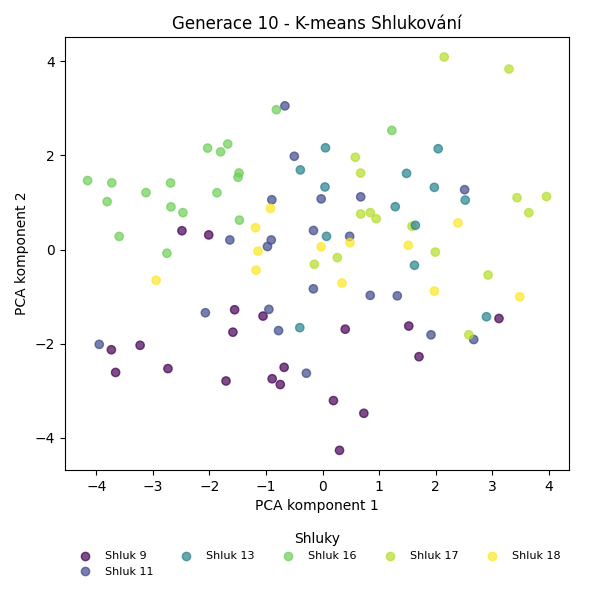 Generace 10 - K-means Shlukování
4
2
0
−2
−4
PCA komponent 2
−4 −3 −2 −1 0 1 2 3 4
PCA komponent 1
Shluky
Shluk 9 Shluk 13 Shluk 16 Shluk 17 Shluk 18
Shluk 11